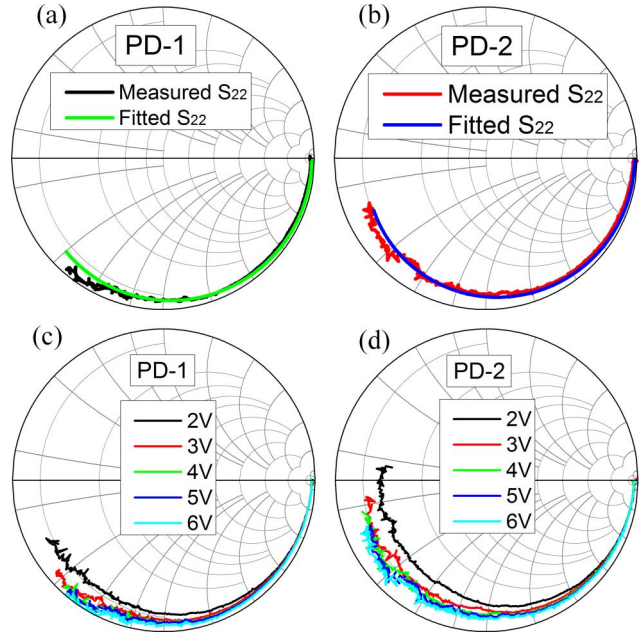 (a)
PD-1
Measured S22
Fitted S22
(b)
PD-2
Measured S22
Fitted S22
(c)
PD-1
2V
3V
4V
5V
6V
(d)
PD-2
2V
3V
4V
5V
6V